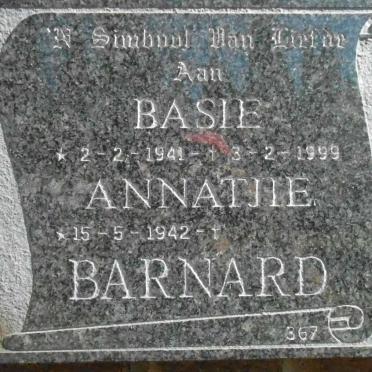 'N Simbool Van Liefde
Aan
BASIE
* 2-2-1941-† 3-2-1999
ANNATJIE
*15-5-1942-†
BARNARD
367